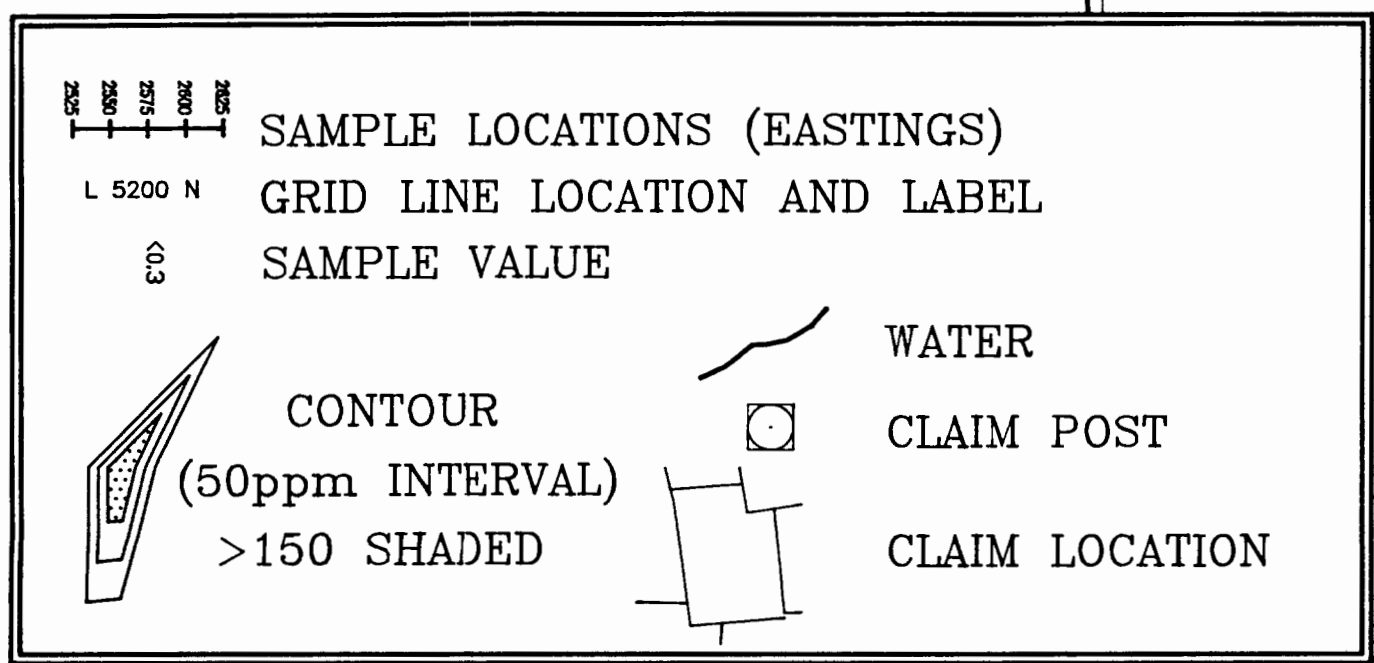 2525 2550 2575 2600 2625
SAMPLE LOCATIONS (EASTINGS)
L 5200 N GRID LINE LOCATION AND LABEL
<0.3 SAMPLE VALUE
CONTOUR
(50ppm INTERVAL)
>150 SHADED
WATER
CLAIM POST
CLAIM LOCATION